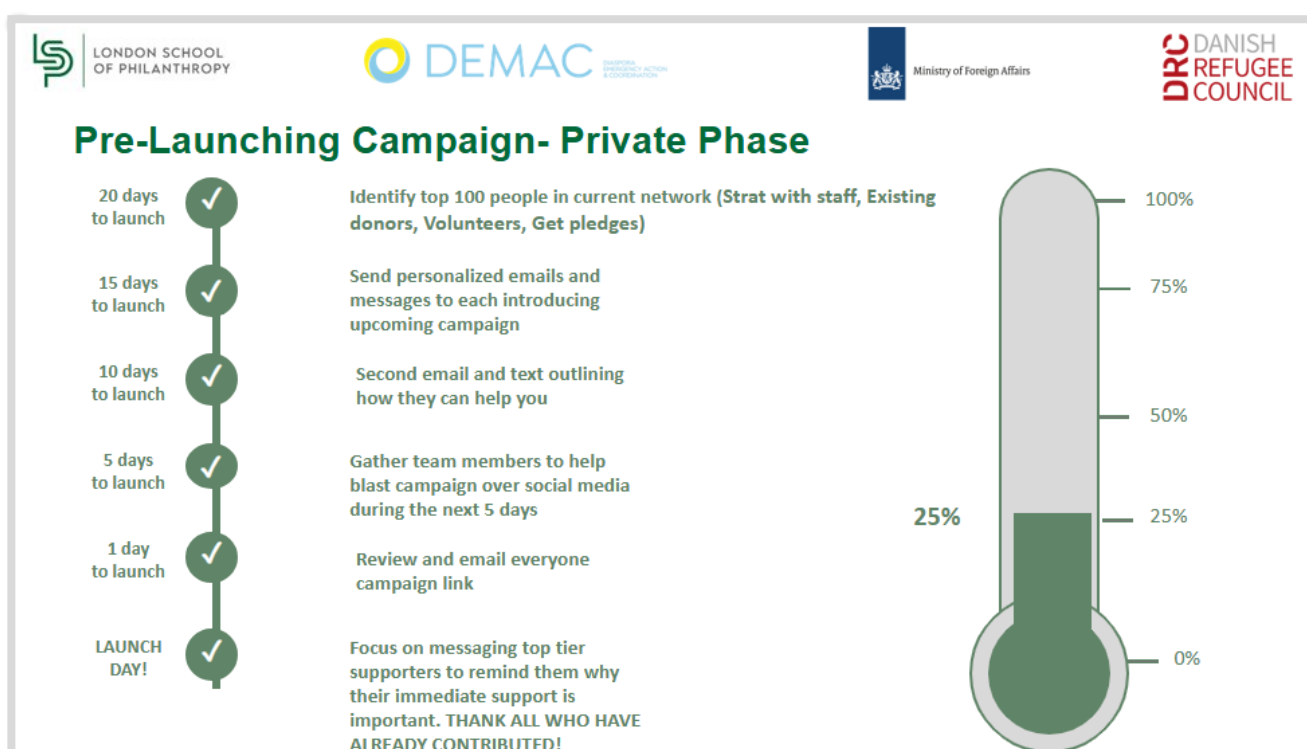 LONDON SCHOOL
OF PHILANTHROPY
DEMAC
DIASPORA
EMERGENCY ACTION
& COORDINATION
Ministry of Foreign Affairs
DRC
DANISH
REFUGEE
COUNCIL
Pre-Launching Campaign- Private Phase
20 days
to launch
Identify top 100 people in current network (Strat with staff, Existing
donors, Volunteers, Get pledges)
15 days
to launch
Send personalized emails and
messages to each introducing
upcoming campaign
10 days
to launch
Second email and text outlining
how they can help you
5 days
to launch
Gather team members to help
blast campaign over social media
during the next 5 days
1 day
to launch
Review and email everyone
campaign link
LAUNCH
DAY!
Focus on messaging top tier
supporters to remind them why
their immediate support is
important. THANK ALL WHO HAVE
ALREADY CONTRIBUTED!
25%
100%
75%
50%
25%
0%